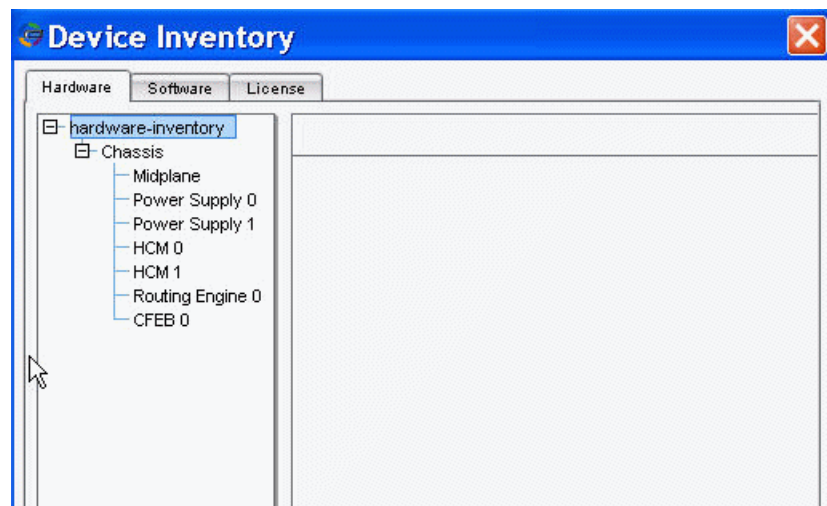 Device Inventory
Hardware Software License
hardware-inventory
Chassis
Midplane
Power Supply 0
Power Supply 1
HCM 0
HCM 1
Routing Engine 0
CFEB 0